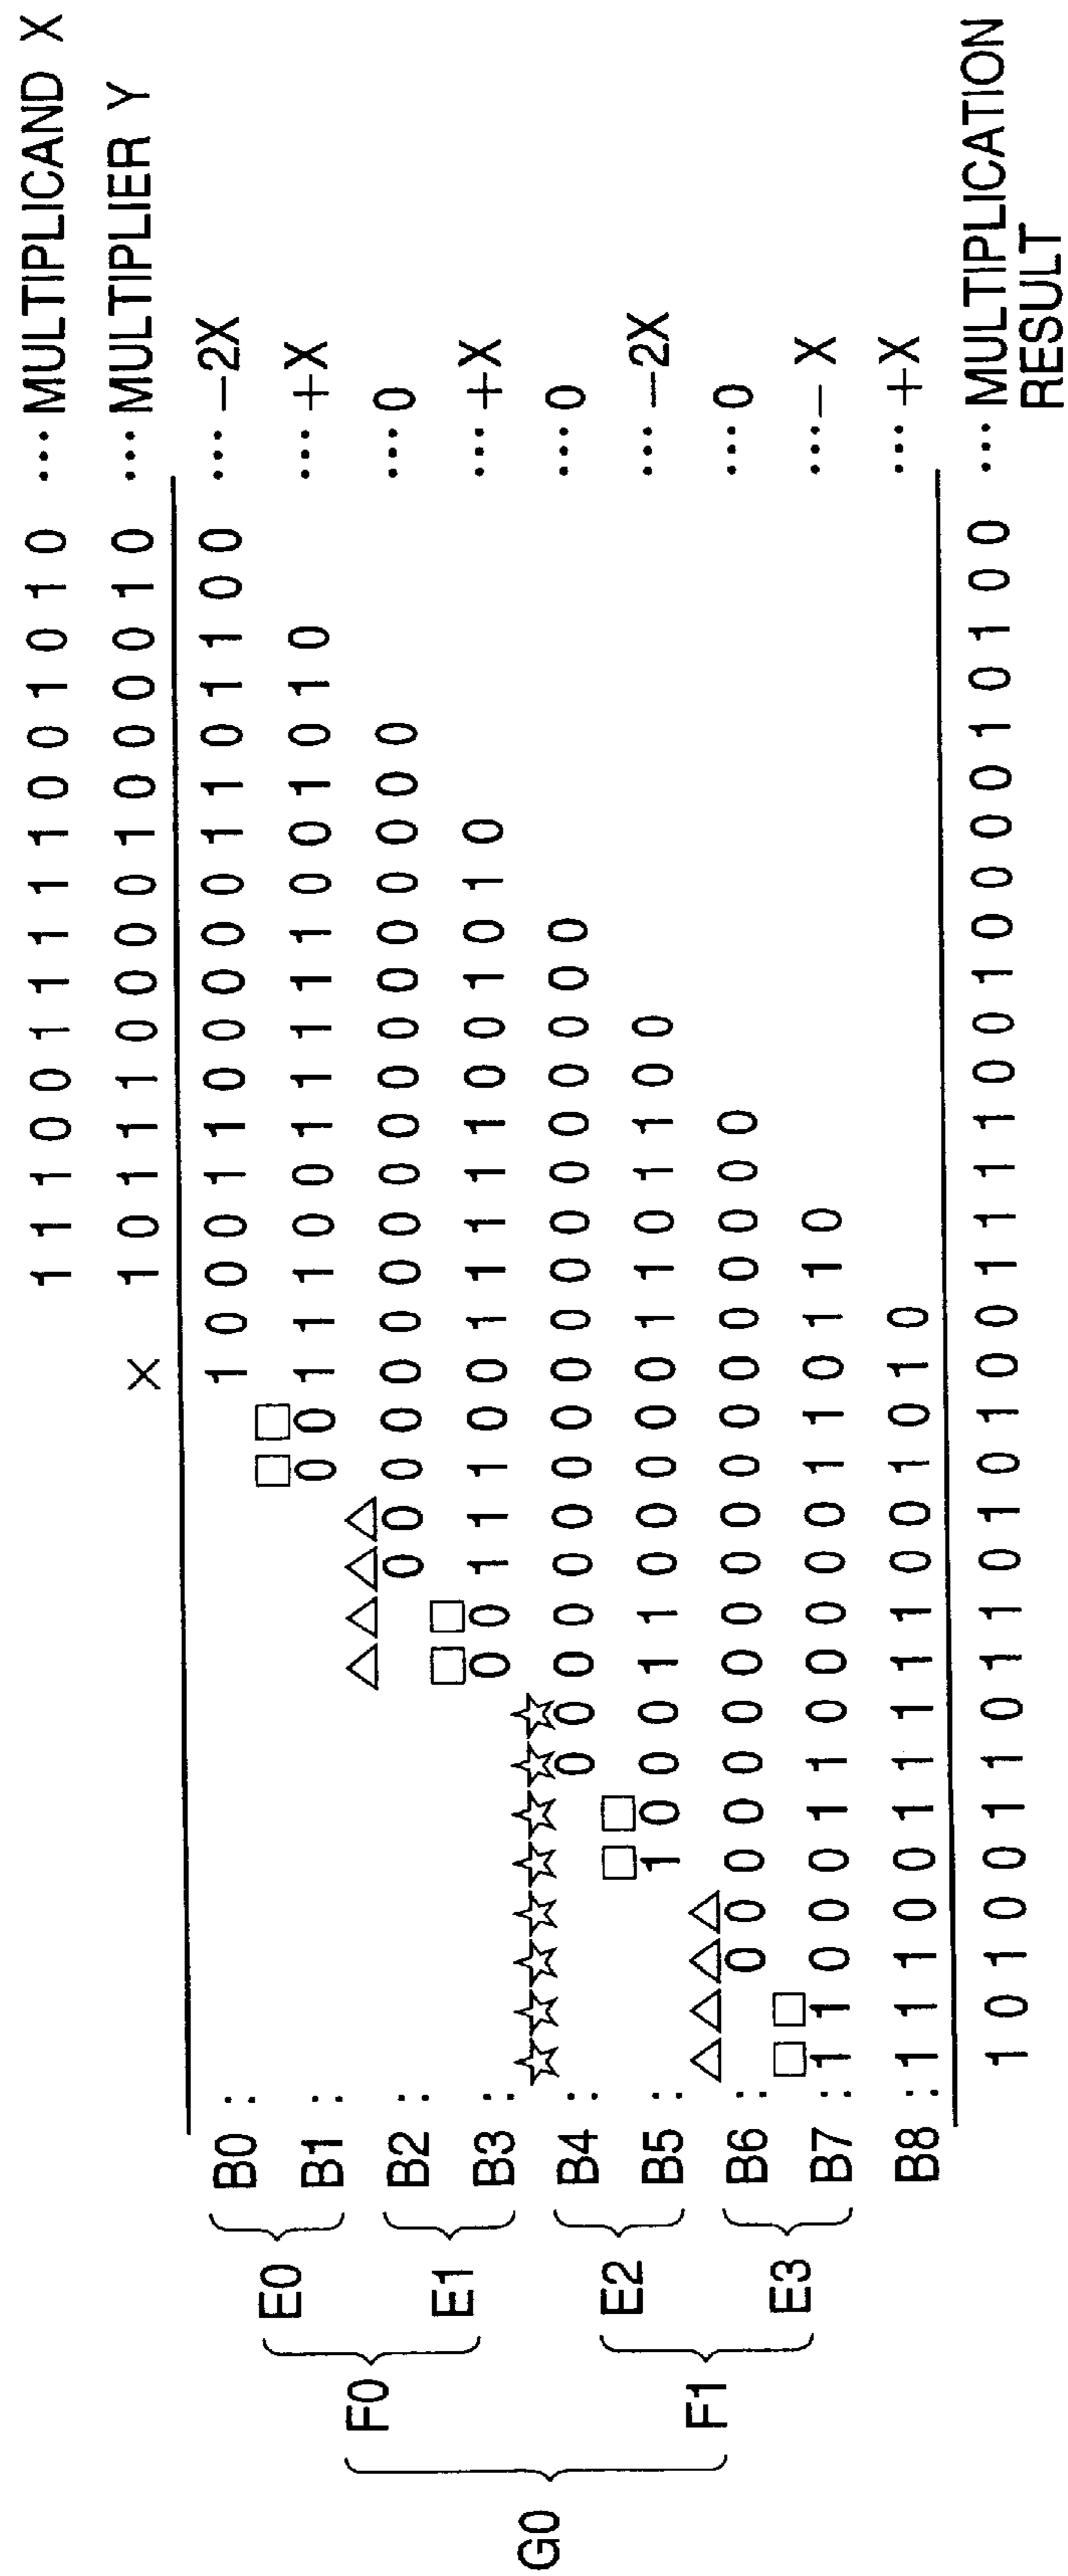 1 1 1 0 0 1 1 1 1 1 0 0 1 0 1 0 ··· MULTIPLICAND X
× 1 0 1 1 1 0 0 0 0 1 0 0 0 0 1 0 ··· MULTIPLIER Y
B0 : 1 0 0 0 1 1 0 0 0 0 0 1 1 0 1 1 0 0 ··· −2X
E0
□ □
B1 : 0 0 1 1 1 0 0 1 1 1 1 1 0 0 1 0 1 0 ··· +X
F0
△ △ △ △
B2 : 0 0 0 0 0 0 0 0 0 0 0 0 0 0 0 0 0 0 ··· 0
E1
□ □
B3 : 0 0 1 1 1 0 0 1 1 1 1 1 0 0 1 0 1 0 ··· +X
G0
☆ ☆ ☆ ☆ ☆ ☆ ☆ ☆
B4 : 0 0 0 0 0 0 0 0 0 0 0 0 0 0 0 0 0 0 ··· 0
E2
□ □
B5 : 1 0 0 0 1 1 0 0 0 0 0 1 1 0 1 1 0 0 ··· −2X
F1
△ △ △ △
B6 : 0 0 0 0 0 0 0 0 0 0 0 0 0 0 0 0 0 0 ··· 0
E3
□ □
B7 : 1 1 0 0 0 1 1 0 0 0 0 0 1 1 0 1 1 0 ··· −X
B8 : 1 1 1 0 0 1 1 1 1 1 0 0 1 0 1 0 ··· +X
1 0 1 0 0 1 1 0 1 1 0 1 0 1 0 0 1 1 1 1 0 0 1 0 0 0 0 1 0 1 0 0 ··· MULTIPLICATION
RESULT